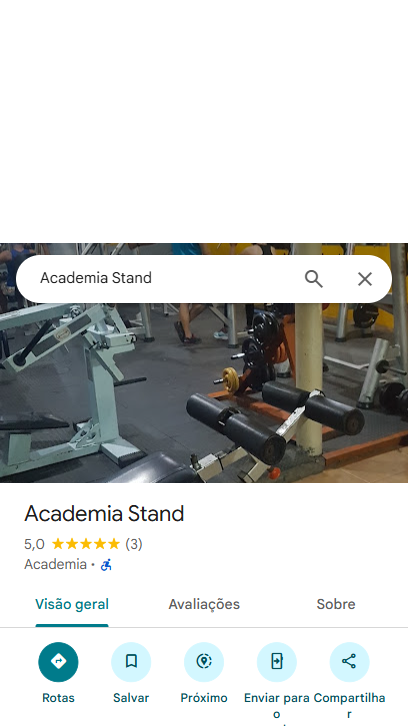 Academia Stand
Academia Stand
5,0 (3)
Academia ·
Visão geral Avaliações Sobre
Rotas Salvar Próximo Enviar para o Compartilhar